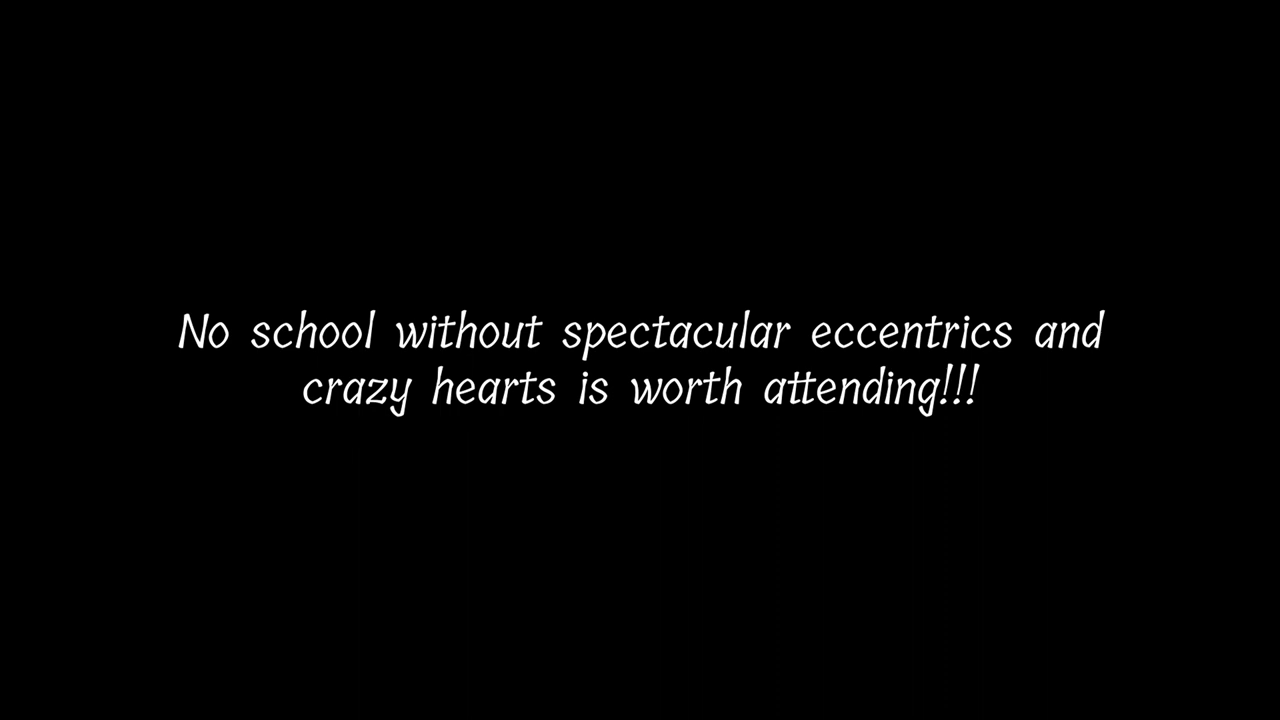 No school without spectacular eccentrics and
crazy hearts is worth attending!!!